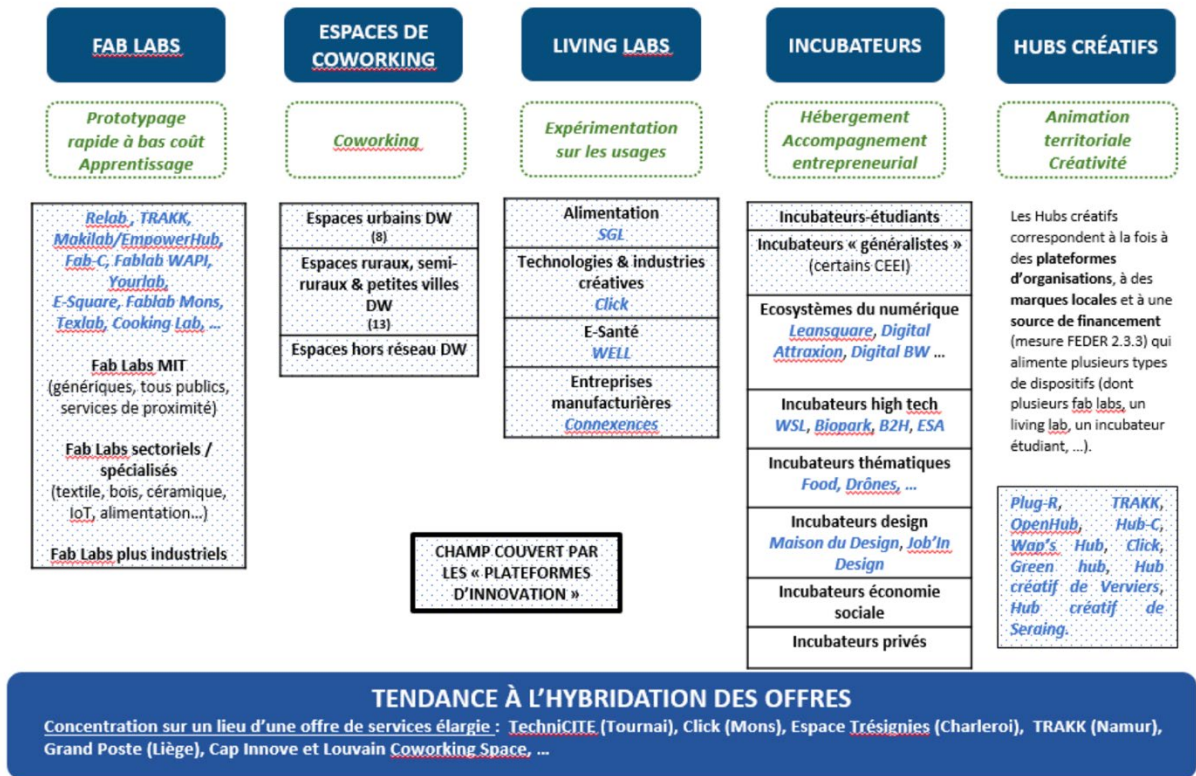 FAB LABS
ESPACES DE
COWORKING
LIVING LABS
INCUBATEURS
HUBS CRÉATIFS
Prototypage
rapide à bas coût
Apprentissage
Coworking
Expérimentation
sur les usages
Hébergement
Accompagnement
entrepreneurial
Animation
territoriale
Créativité
Relab, TRAKK,
Makilab/EmpowerHub,
Fab-C, Fablab WAPI,
Yourlab,
E-Square, Fablab Mons,
Texlab, Cooking Lab, ...
Fab Labs MIT
(génériques, tous publics,
services de proximité)
Fab Labs sectoriels /
spécialisés
(textile, bois, céramique,
IoT, alimentation...)
Fab Labs plus industriels
Espaces urbains DW
(8)
Espaces ruraux, semi-
ruraux & petites villes
DW
(13)
Espaces hors réseau DW
Alimentation
SGL
Technologies & industries
créatives
Click
E-Santé
WELL
Entreprises
manufacturières
Connexences
CHAMP COUVERT PAR
LES « PLATEFORMES
D'INNOVATION »
Incubateurs-étudiants
Incubateurs « généralistes »
(certains CEEI)
Ecosystèmes du numérique
Leansquare, Digital
Attraxion, Digital BW ...
Incubateurs high tech
WSL, Biopark, B2H, ESA
Incubateurs thématiques
Food, Drônes, ...
Incubateurs design
Maison du Design, Job'In
Design
Incubateurs économie
sociale
Incubateurs privés
Les Hubs créatifs
correspondent à la fois à
des plateformes
d'organisations, à des
marques locales et à une
source de financement
(mesure FEDER 2.3.3) qui
alimente plusieurs types
de dispositifs (dont
plusieurs fab labs, un
living lab, un incubateur
étudiant, ...).
Plug-R, TRAKK,
OpenHub, Hub-C,
Wap's Hub, Click,
Green hub, Hub
créatif de Verviers,
Hub créatif de
Seraing.
TENDANCE À L'HYBRIDATION DES OFFRES
Concentration sur un lieu d'une offre de services élargie : TechniCITE (Tournai), Click (Mons), Espace Trésignies (Charleroi), TRAKK (Namur),
Grand Poste (Liège), Cap Innove et Louvain Coworking Space, ...